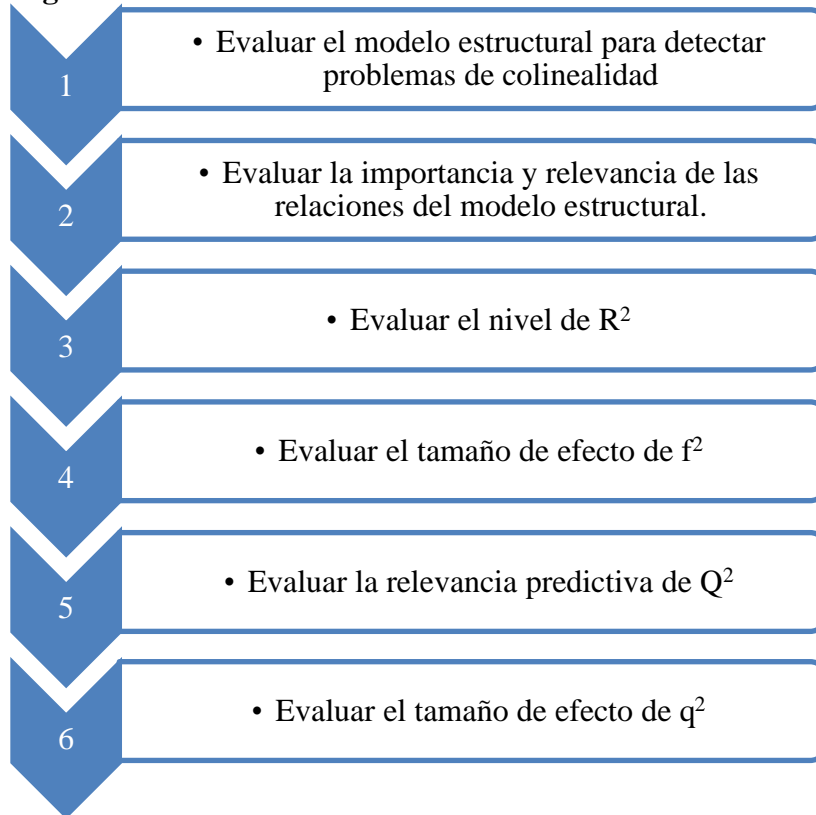 1
• Evaluar el modelo estructural para detectar
problemas de colinealidad
2
• Evaluar la importancia y relevancia de las
relaciones del modelo estructural.
3
• Evaluar el nivel de R²
4
• Evaluar el tamaño de efecto de f²
5
• Evaluar la relevancia predictiva de Q²
6
• Evaluar el tamaño de efecto de q²